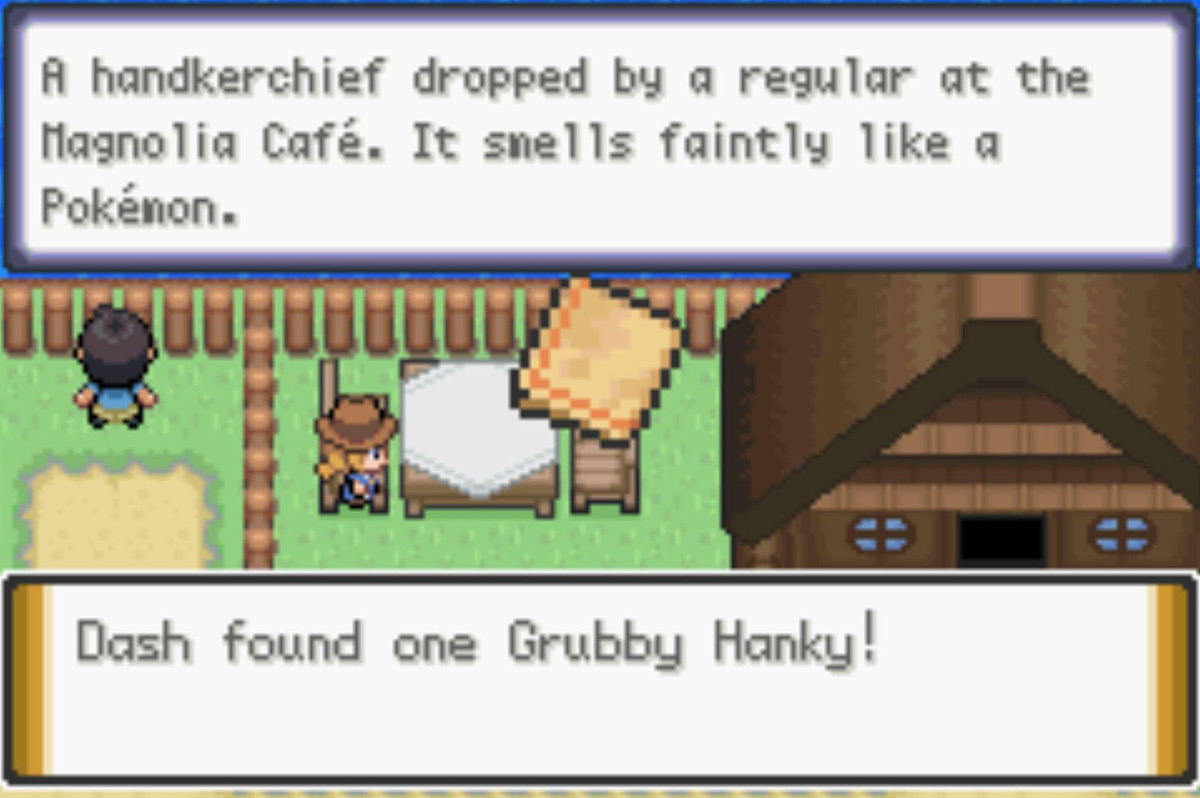 A handkerchief dropped by a regular at the
Magnolia Café. It smells faintly like a
Pokémon.
Dash found one Grubby Hanky!